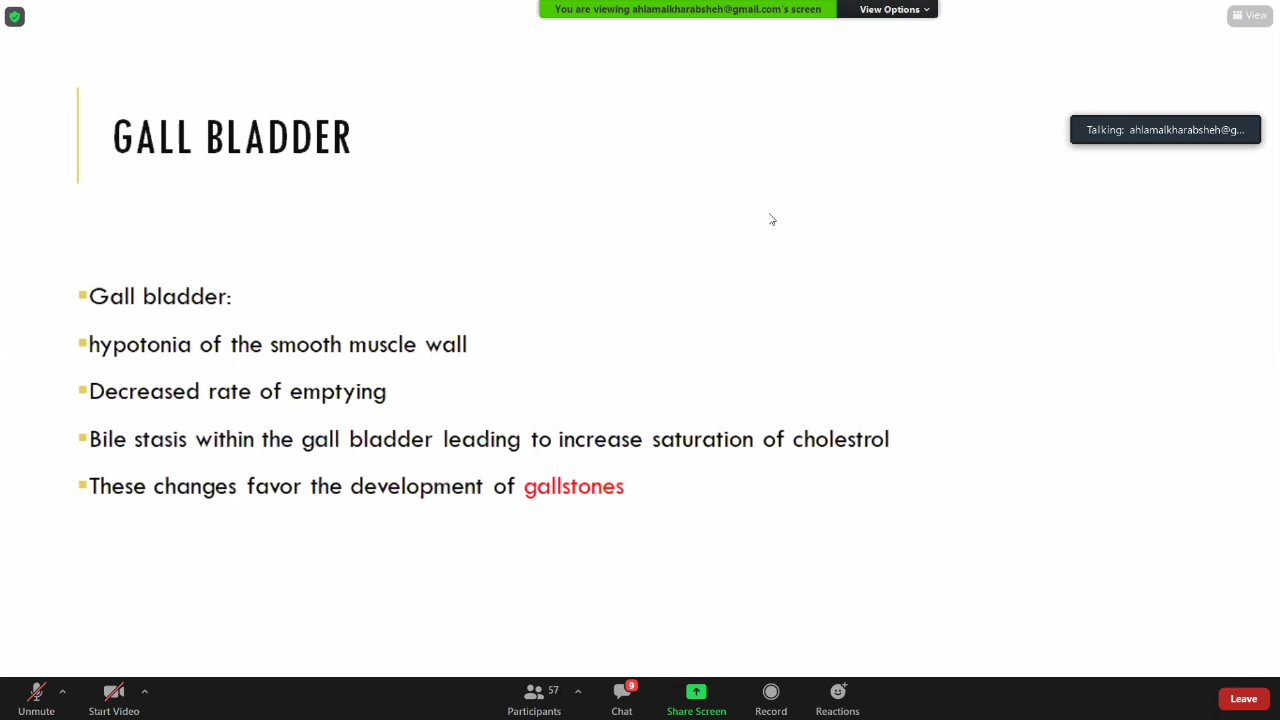 You are viewing ahlamalkharabsheh@gmail.com's screen
View Options
View
Talking: ahlamalkharabsheh@g...
GALL BLADDER
Gall bladder:
hypotonia of the smooth muscle wall
Decreased rate of emptying
Bile stasis within the gall bladder leading to increase saturation of cholestrol
These changes favor the development of gallstones
57
9
Unmute
Start Video
Participants
Chat
Share Screen
Record
Reactions
Leave